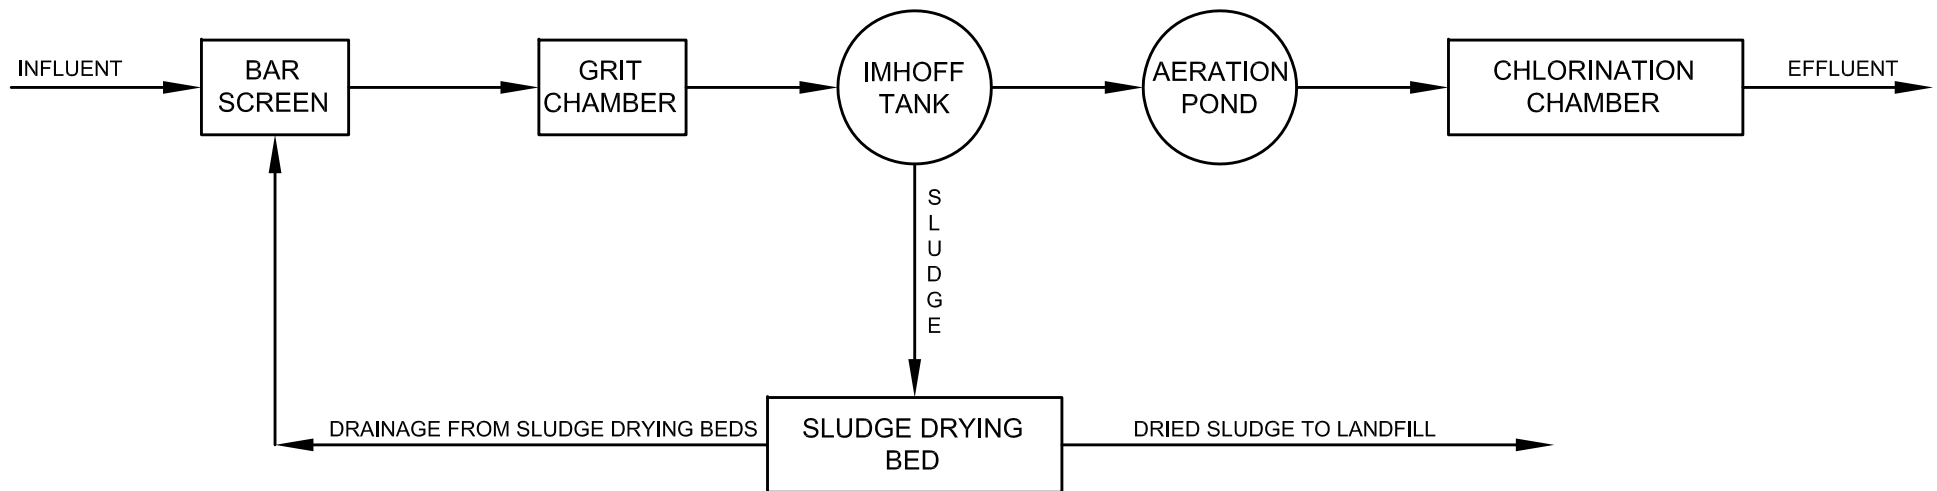 INFLUENT
BAR
SCREEN
GRIT
CHAMBER
IMHOFF
TANK
AERATION
POND
CHLORINATION
CHAMBER
EFFLUENT
SLUDGE
DRAINAGE FROM SLUDGE DRYING BEDS
SLUDGE DRYING
BED
DRIED SLUDGE TO LANDFILL